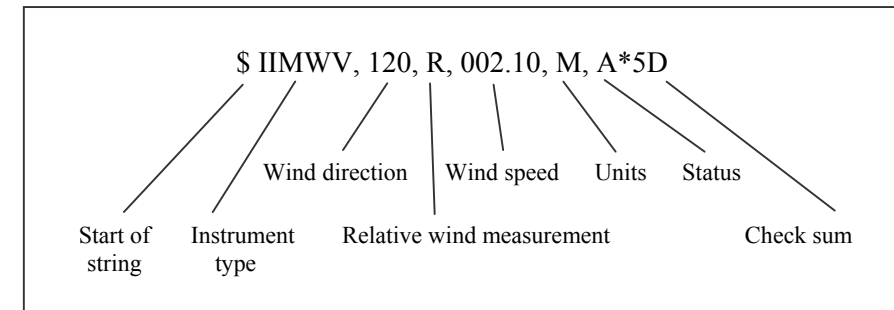 $ IIMWV, 120, R, 002.10, M, A*5D
Wind direction
Wind speed
Units
Status
Start of
string
Instrument
type
Relative wind measurement
Check sum